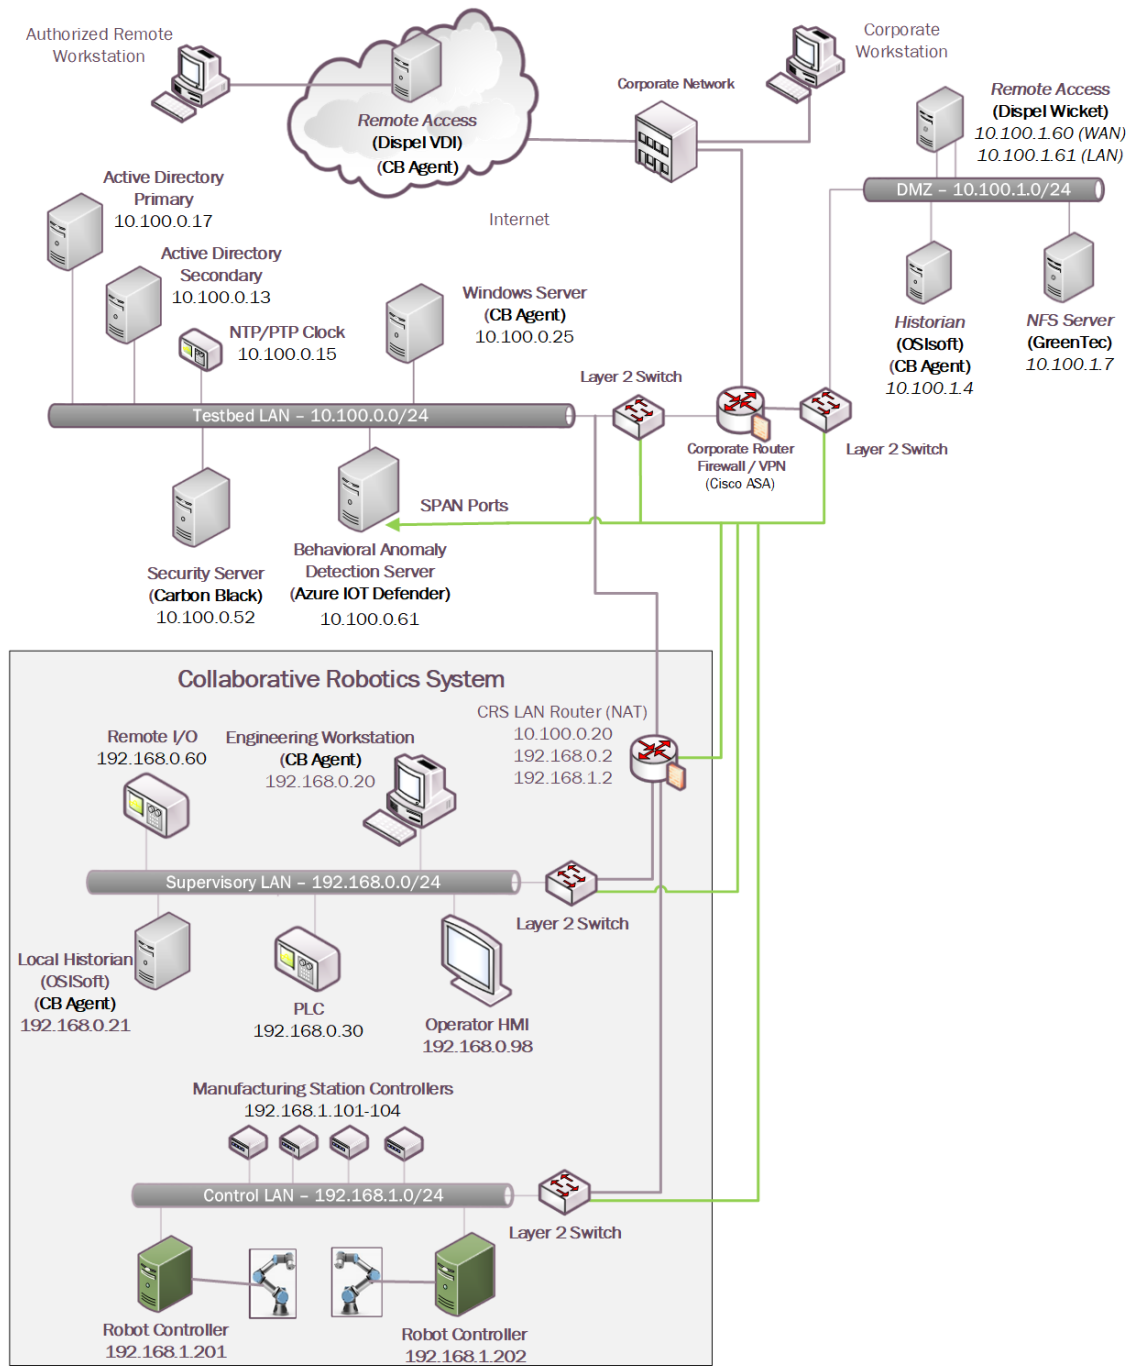 Authorized Remote
Workstation
Remote Access
(Dispel VDI)
(CB Agent)
Corporate Network
Corporate
Workstation
Remote Access
(Dispel Wicket)
10.100.1.60 (WAN)
10.100.1.61 (LAN)
DMZ – 10.100.1.0/24
Internet
Active Directory
Primary
10.100.0.17
Active Directory
Secondary
10.100.0.13
NTP/PTP Clock
10.100.0.15
Windows Server
(CB Agent)
10.100.0.25
Historian
(OSIsoft)
(CB Agent)
10.100.1.4
NFS Server
(GreenTec)
10.100.1.7
Layer 2 Switch
Testbed LAN – 10.100.0.0/24
Corporate Router
Firewall / VPN
(Cisco ASA)
Layer 2 Switch
SPAN Ports
Security Server
(Carbon Black)
10.100.0.52
Behavioral Anomaly
Detection Server
(Azure IOT Defender)
10.100.0.61
Collaborative Robotics System
CRS LAN Router (NAT)
10.100.0.20
192.168.0.2
192.168.1.2
Remote I/O
192.168.0.60
Engineering Workstation
(CB Agent)
192.168.0.20
Supervisory LAN – 192.168.0.0/24
Layer 2 Switch
Local Historian
(OSISoft)
(CB Agent)
192.168.0.21
PLC
192.168.0.30
Operator HMI
192.168.0.98
Manufacturing Station Controllers
192.168.1.101-104
Control LAN – 192.168.1.0/24
Layer 2 Switch
Robot Controller
192.168.1.201
Robot Controller
192.168.1.202